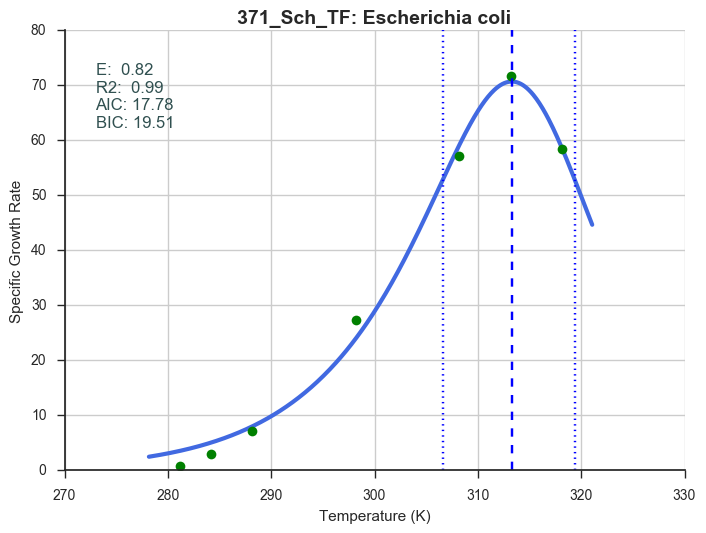 371_Sch_TF: Escherichia coli
E:  0.82
R2:  0.99
AIC: 17.78
BIC: 19.51
Specific Growth Rate
80
70
60
50
40
30
20
10
0
270 280 290 300 310 320 330
Temperature (K)